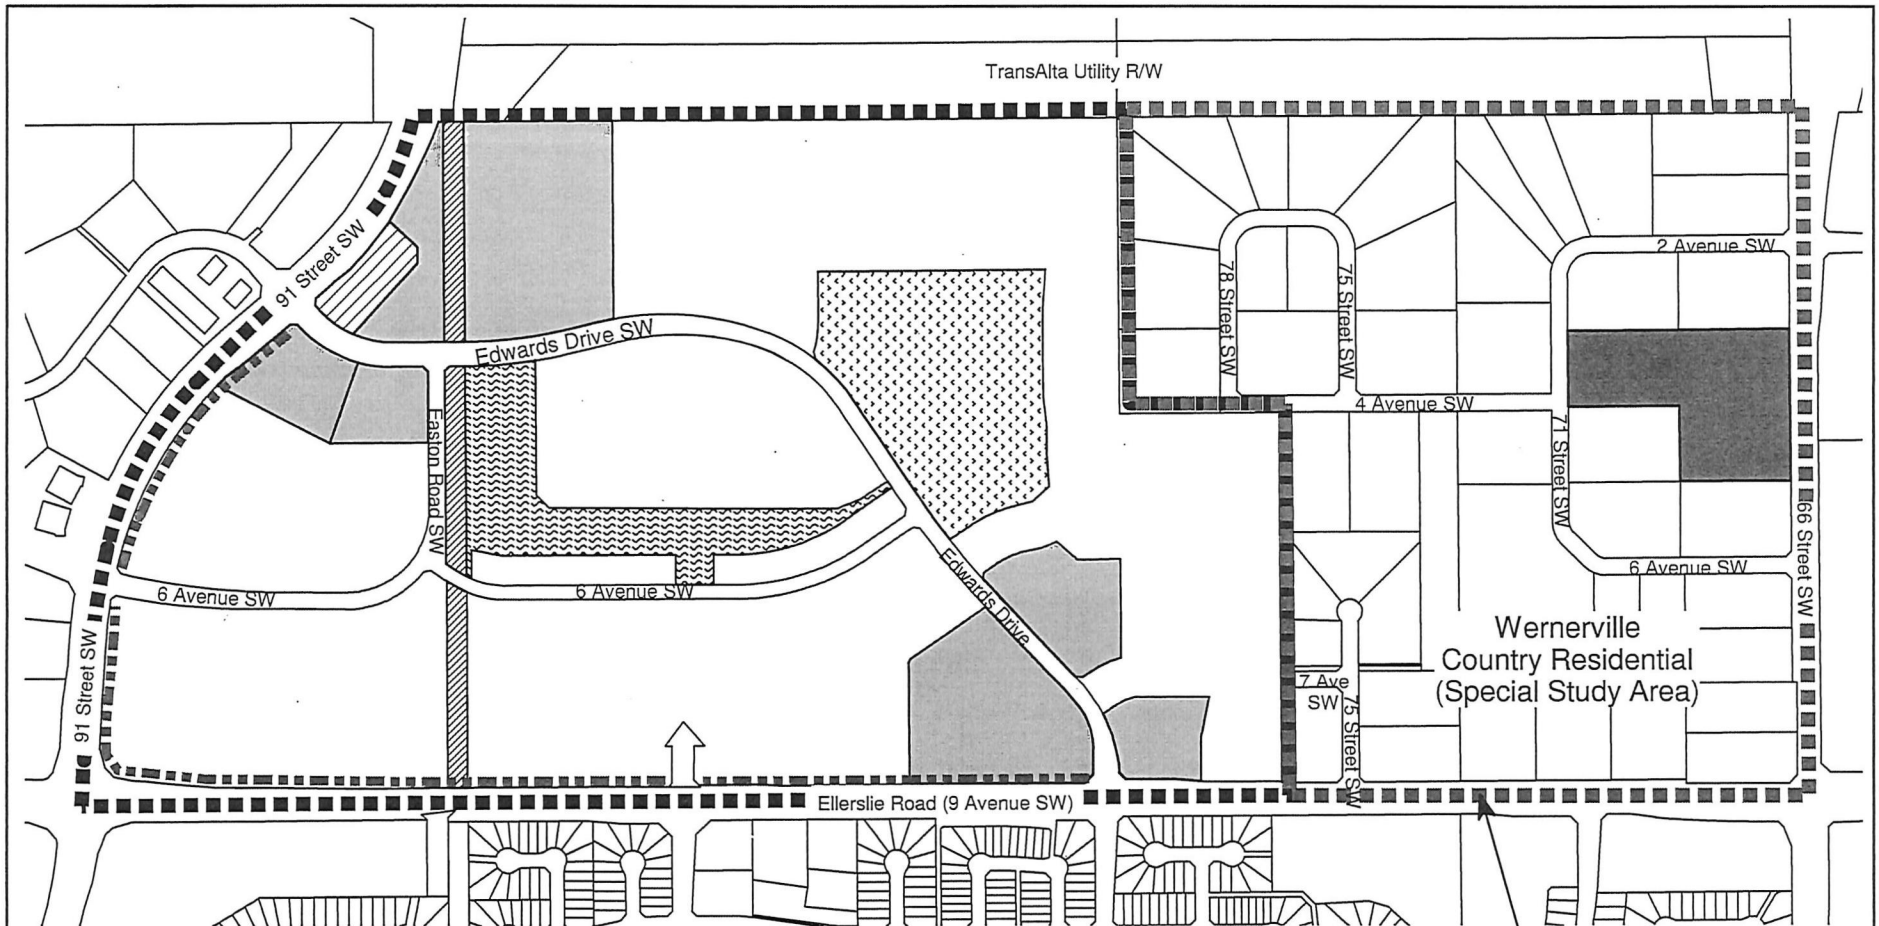 TransAlta Utility R/W
91 Street SW
2 Avenue SW
78 Street SW
75 Street SW
Edwards Drive SW
4 Avenue SW
Easton Road SW
71 Street SW
66 Street SW
6 Avenue SW
6 Avenue SW
6 Avenue SW
Edwards Drive
Wernerville
Country Residential
(Special Study Area)
7 Ave
SW
75 Street SW
91 Street SW
Ellerslie Road (9 Avenue SW)